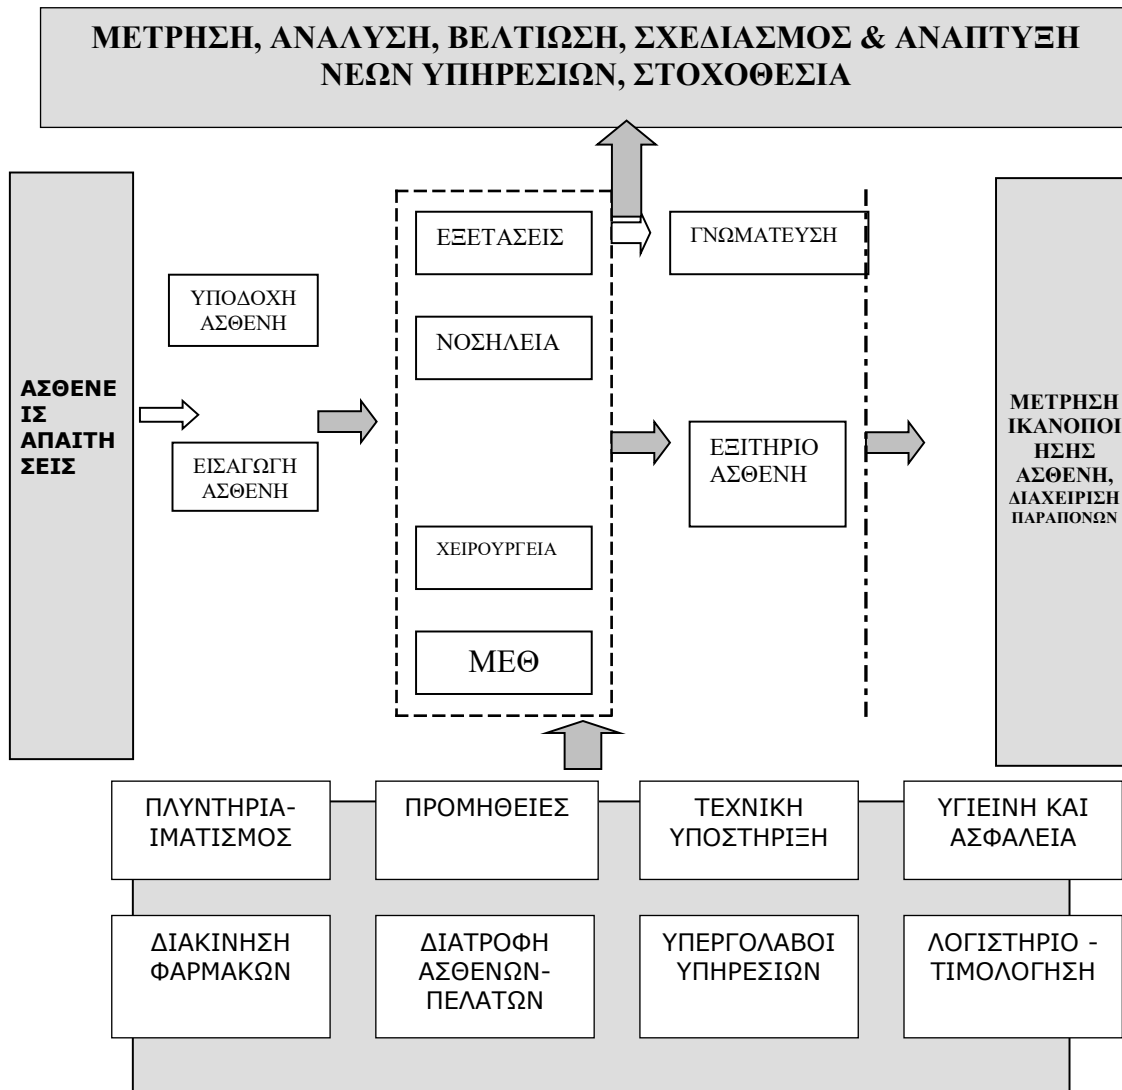 ΜΕΤΡΗΣΗ, ΑΝΑΛΥΣΗ, ΒΕΛΤΙΩΣΗ, ΣΧΕΔΙΑΣΜΟΣ & ΑΝΑΠΤΥΞΗ
ΝΕΩΝ ΥΠΗΡΕΣΙΩΝ, ΣΤΟΧΟΘΕΣΙΑ
ΑΣΘΕΝΕ
ΙΣ
ΑΠΑΙΤΗ
ΣΕΙΣ
ΥΠΟΔΟΧΗ
ΑΣΘΕΝΗ
ΕΙΣΑΓΩΓΗ
ΑΣΘΕΝΗ
ΕΞΕΤΑΣΕΙΣ
ΝΟΣΗΛΕΙΑ
ΧΕΙΡΟΥΡΓΕΙΑ
ΜΕΘ
ΓΝΩΜΑΤΕΥΣΗ
ΕΞΙΤΗΡΙΟ
ΑΣΘΕΝΗ
ΜΕΤΡΗΣΗ
ΙΚΑΝΟΠΟΙ
ΗΣΗΣ
ΑΣΘΕΝΗ,
ΔΙΑΧΕΙΡΙΣΗ
ΠΑΡΑΠΟΝΩΝ
ΠΛΥΝΤΗΡΙΑ-
ΙΜΑΤΙΣΜΟΣ
ΠΡΟΜΗΘΕΙΕΣ
ΤΕΧΝΙΚΗ
ΥΠΟΣΤΗΡΙΞΗ
ΥΓΙΕΙΝΗ ΚΑΙ
ΑΣΦΑΛΕΙΑ
ΔΙΑΚΙΝΗΣΗ
ΦΑΡΜΑΚΩΝ
ΔΙΑΤΡΟΦΗ
ΑΣΘΕΝΩΝ-
ΠΕΛΑΤΩΝ
ΥΠΕΡΓΟΛΑΒΟΙ
ΥΠΗΡΕΣΙΩΝ
ΛΟΓΙΣΤΗΡΙΟ -
ΤΙΜΟΛΟΓΗΣΗ